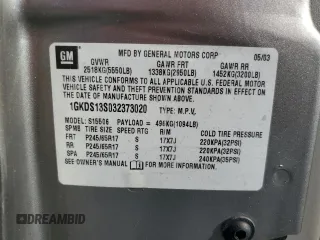 GM
MFD BY GENERAL MOTORS CORP
05/03
GVWR GAWR FRT GAWR RR
2518KG(5550LB) 1338KG(2950LB) 1452KG(3200LB)
THIS VEHICLE CONFORMS TO ALL APPLICABLE U.S. FEDERAL MOTOR
VEHICLE SAFETY AND THEFT PREVENTION STANDARDS IN EFFECT
ON THE DATE OF MANUFACTURE SHOWN ABOVE.
1GKDS13S032373020 TYPE: M.P.V.
MODEL: S15506 PAYLOAD = 496KG(1094LB)
TIRE SIZE SPEED RTG RIM COLD TIRE PRESSURE
FRT P245/65R17 S 17X7J 220KPA(32PSI)
RR P245/65R17 S 17X7J 220KPA(32PSI)
SPA P245/65R17 S 17X7J 240KPA(35PSI)
SEE OWNER'S MANUAL FOR MORE INFORMATION
DIMESAUCTION